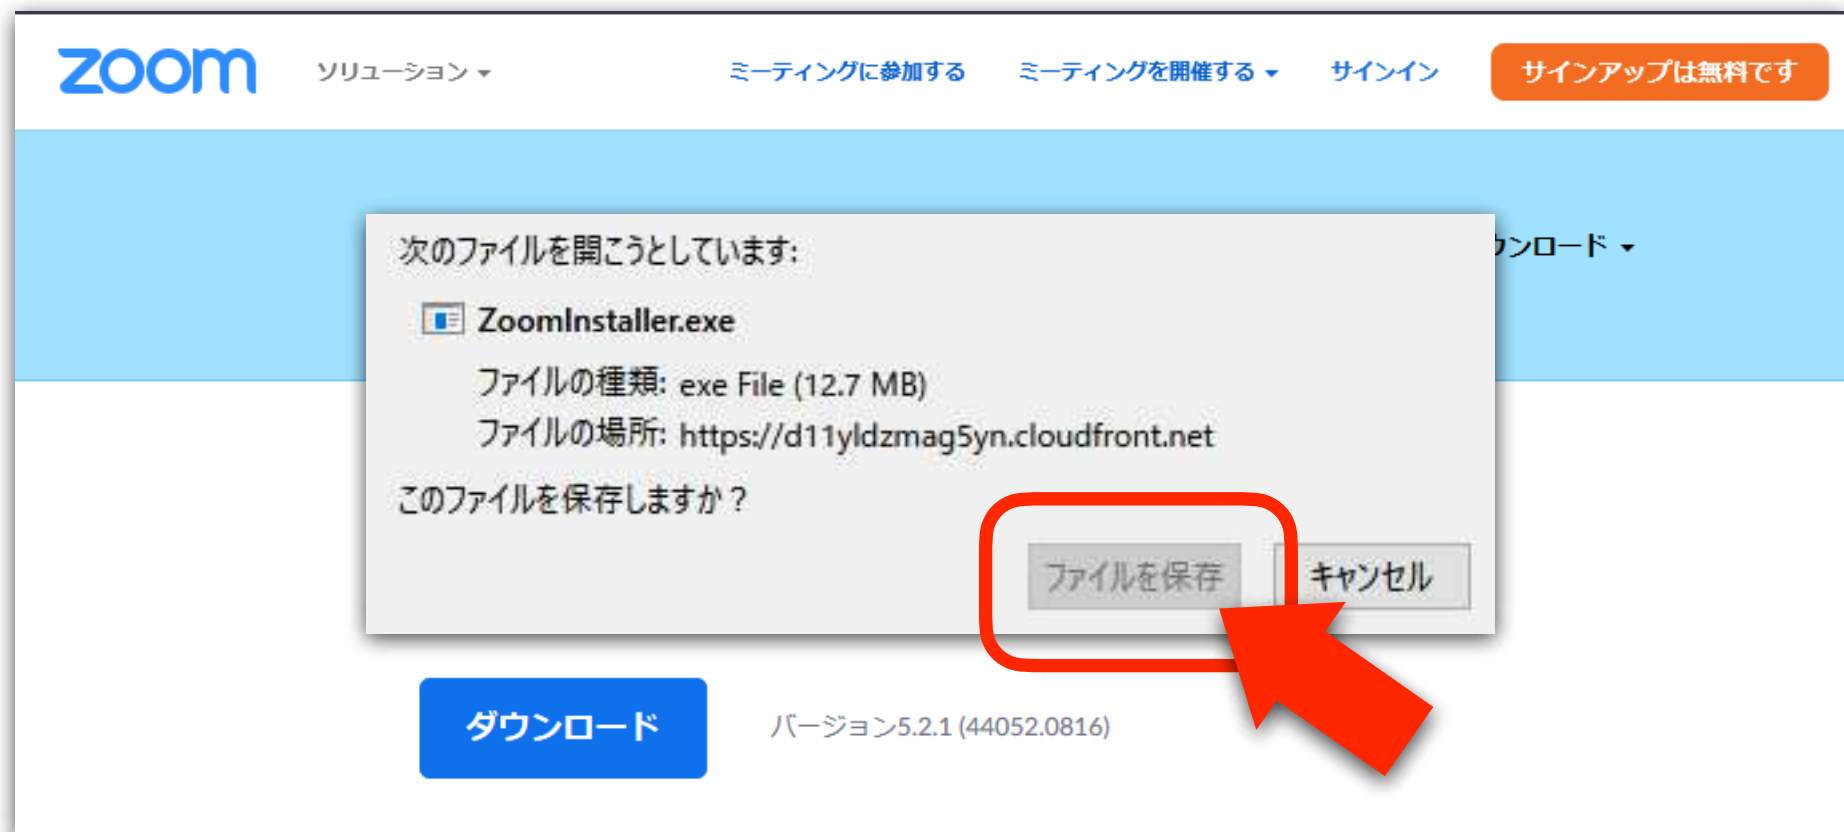 zoom
ソリューション
ミーティングに参加する
ミーティングを開催する
サインイン
サインアップは無料です
ウンロード
次のファイルを開こうとしています:
ZoomInstaller.exe
ファイルの種類: exe File (12.7 MB)
ファイルの場所: https://d11yldzmag5yn.cloudfront.net
このファイルを保存しますか？
ファイルを保存
キャンセル
ダウンロード
バージョン5.2.1 (44052.0816)